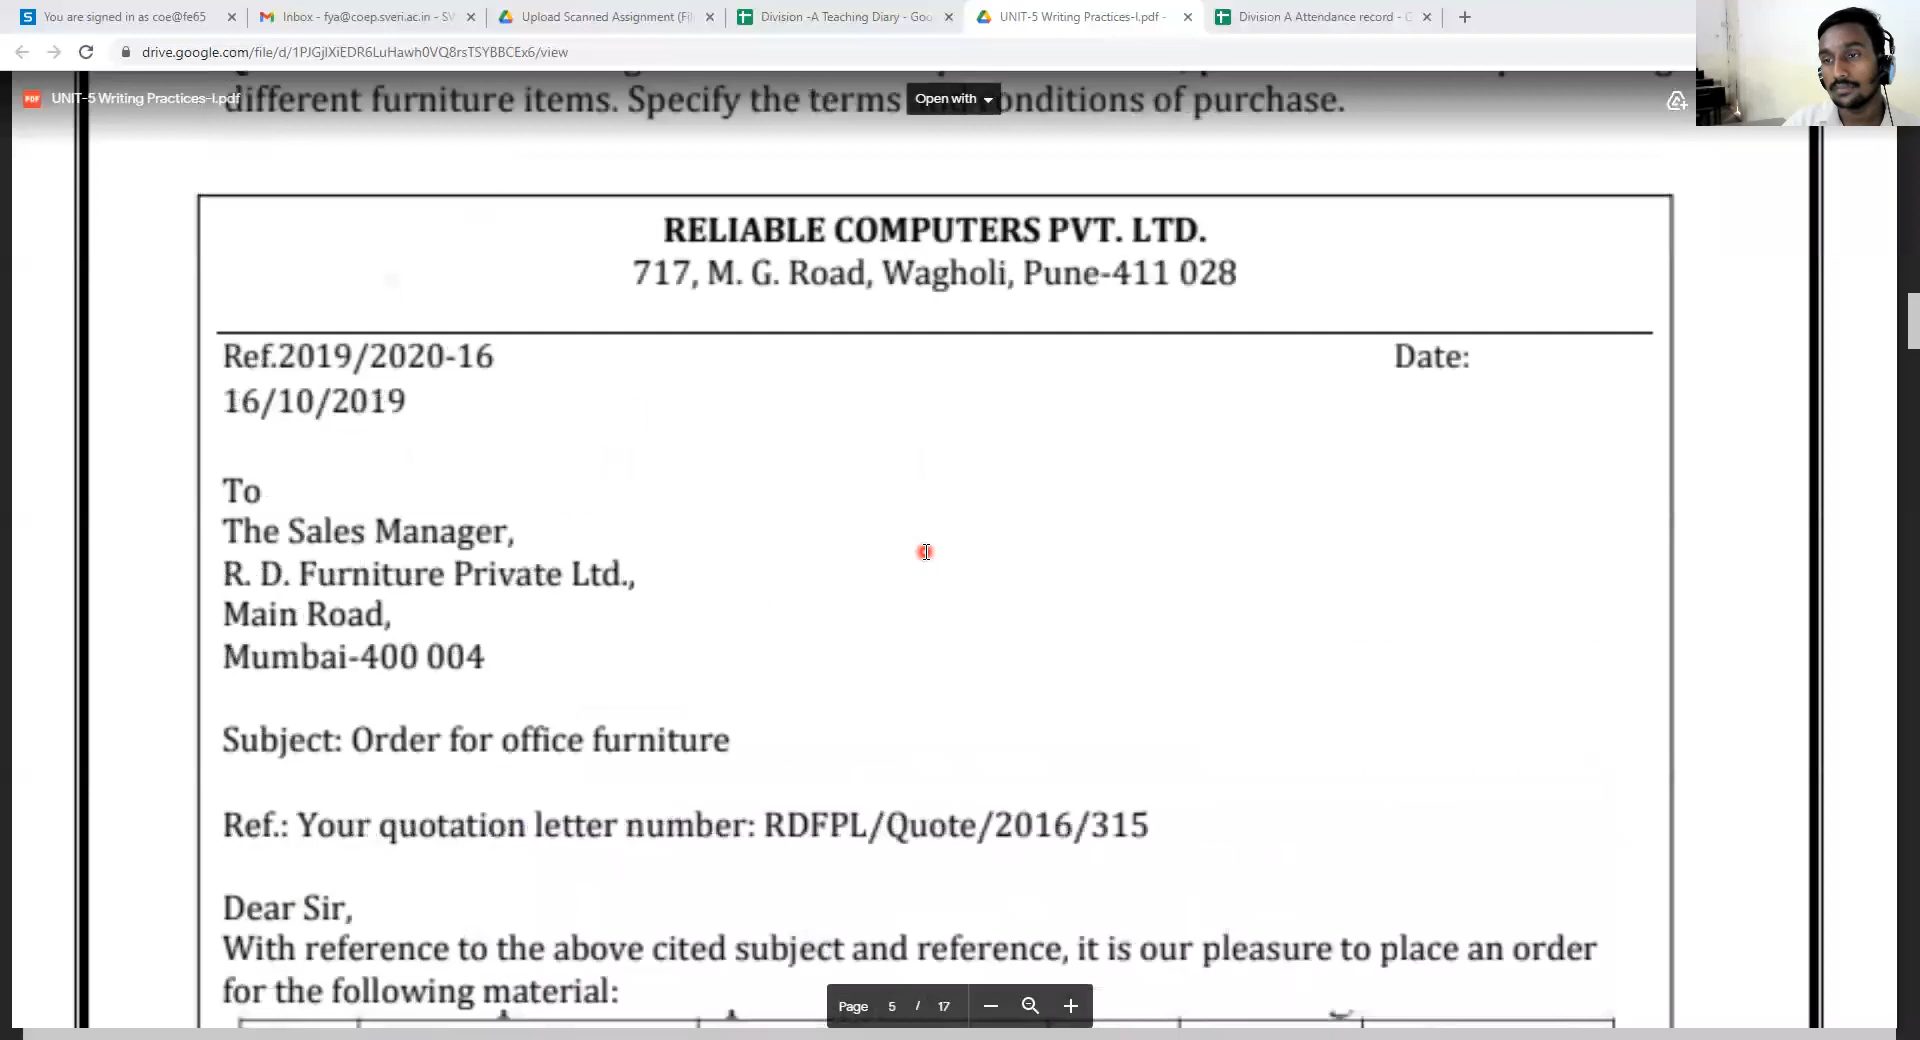 You are signed in as coe@fe65
Inbox - fya@coep.sveri.ac.in - SV
Upload Scanned Assignment (Fil
Division -A Teaching Diary - Goo
UNIT-5 Writing Practices-I.pdf -
Division A Attendance record - G
drive.google.com/file/d/1PJGjIXiEDR6LuHawh0VQ8rsTSYBBCEx6/view
PDF UNIT-5 Writing Practices-I.pdf
Open with
different furniture items. Specify the terms onditions of purchase.
RELIABLE COMPUTERS PVT. LTD.
717, M. G. Road, Wagholi, Pune-411 028
Ref.2019/2020-16 Date:
16/10/2019
To
The Sales Manager,
R. D. Furniture Private Ltd.,
Main Road,
Mumbai-400 004
Subject: Order for office furniture
Ref.: Your quotation letter number: RDFPL/Quote/2016/315
Dear Sir,
With reference to the above cited subject and reference, it is our pleasure to place an order
for the following material:
Page 5 / 17